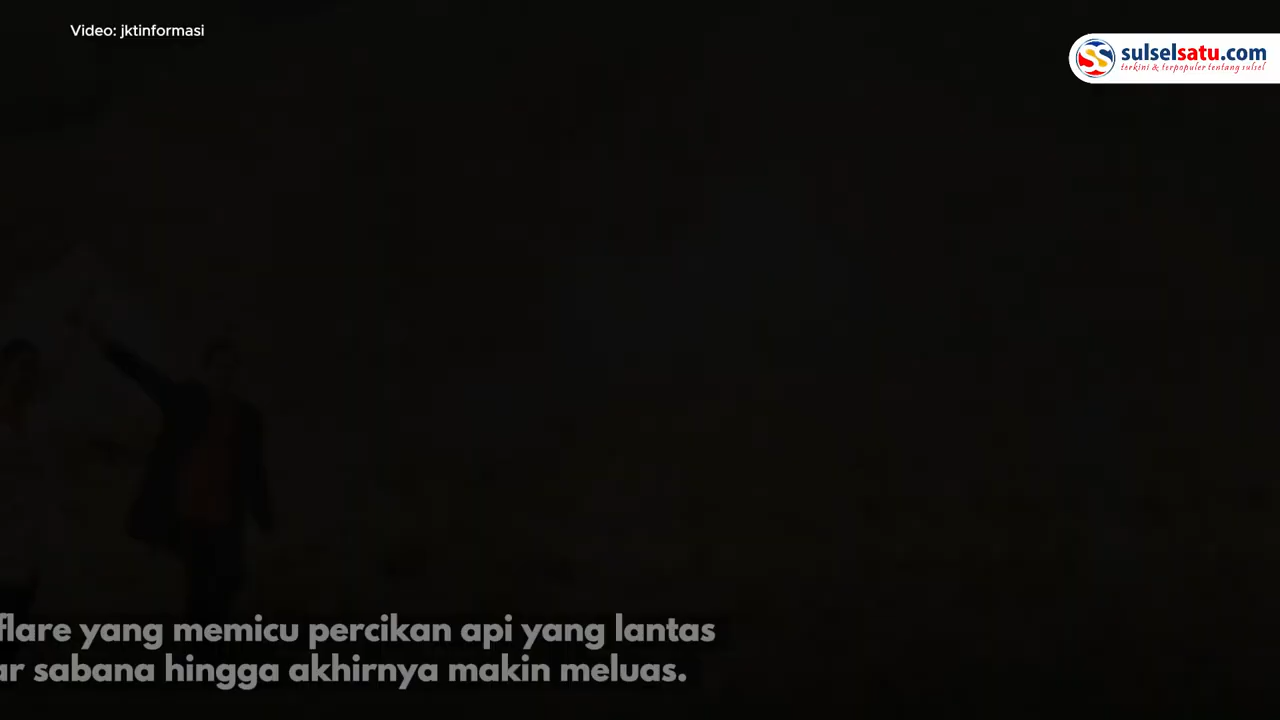 Video: jktinformasi
sulselsatu.com
terkini & terpopuler tentang sulsel
flare yang memicu percikan api yang lantas
ar sabana hingga akhirnya makin meluas.